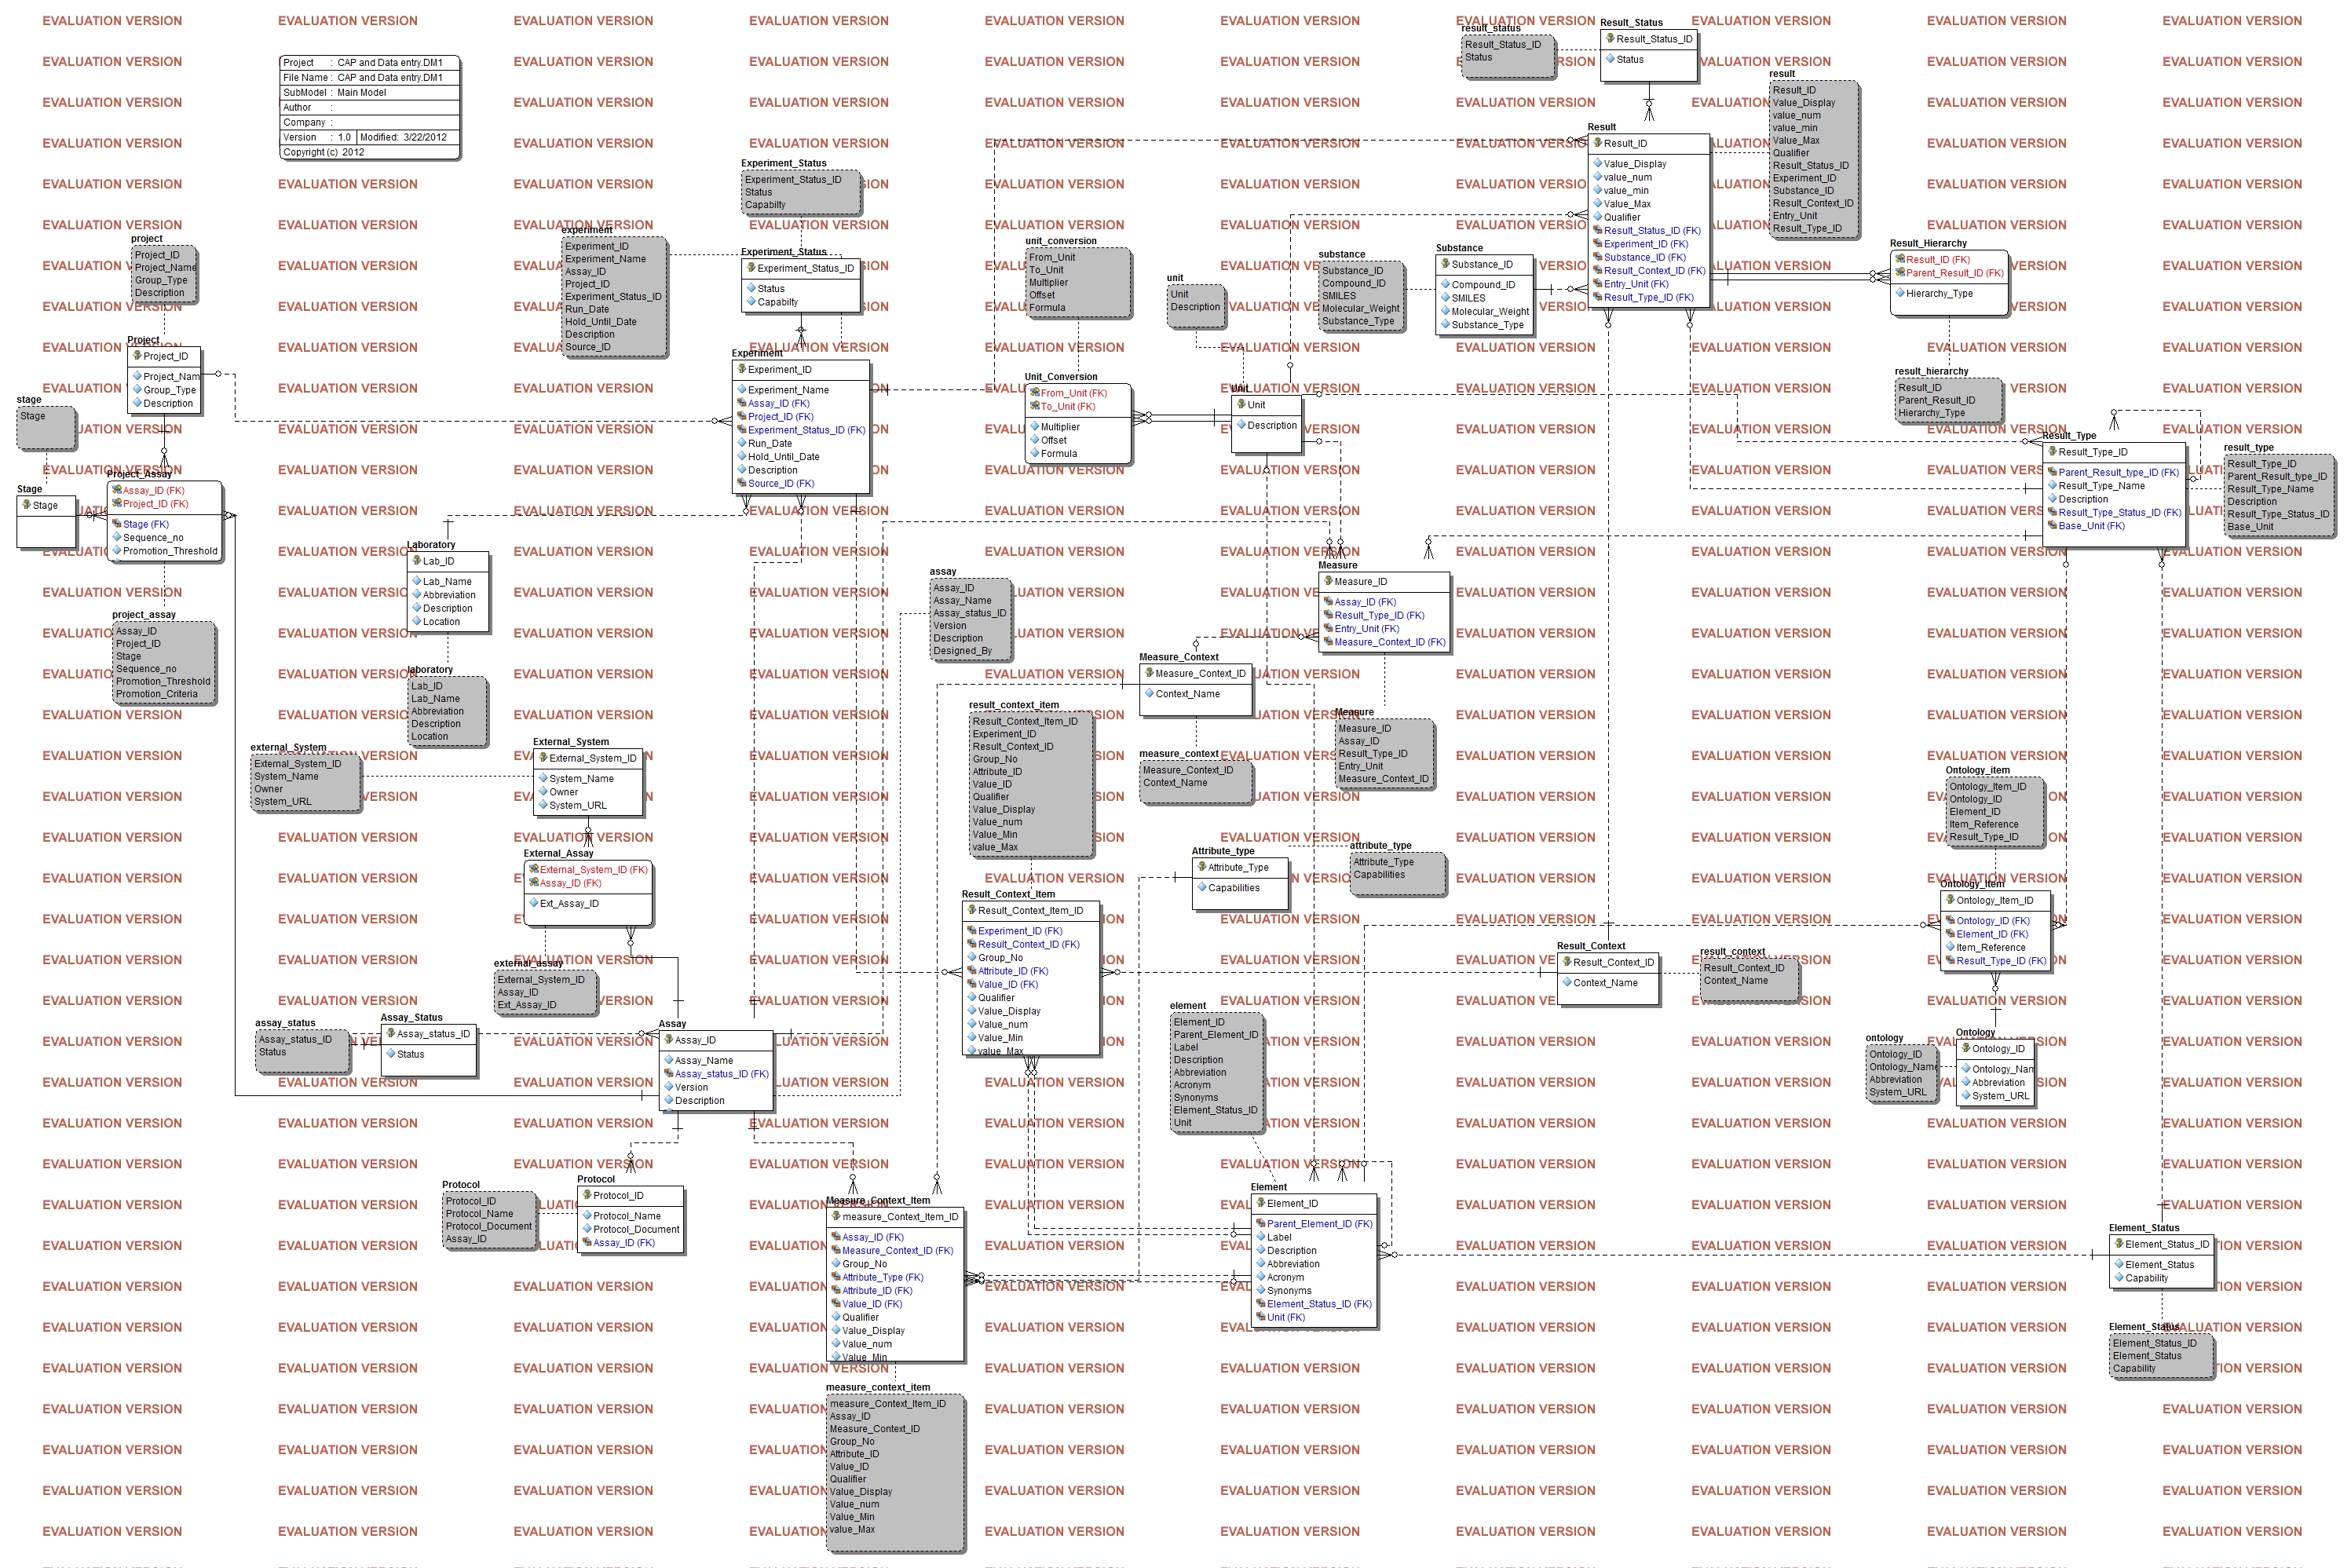 EVALUATION VERSION
Project : CAP and Data entry.DM1
File Name : CAP and Data entry.DM1
SubModel : Main Model
Author :
Company :
Version : 1.0 Modified: 3/22/2012
Copyright (c) 2012
result_status
Result_Status_ID
Status
Result_Status
Result_Status_ID
Status
result
Result_ID
Value_Display
value_num
value_min
Value_Max
Qualifier
Result_Status_ID
Experiment_ID
Substance_ID
Result_Context_ID
Entry_Unit
Result_Type_ID
Result
Result_ID
Value_Display
value_num
value_min
Value_Max
Qualifier
Result_Status_ID (FK)
Experiment_ID (FK)
Substance_ID (FK)
Result_Context_ID (FK)
Entry_Unit (FK)
Result_Type_ID (FK)
Experiment_Status
Experiment_Status_ID
Status
Capabilty
experiment
Experiment_ID
Experiment_Name
Assay_ID
Project_ID
Experiment_Status_ID
Run_Date
Hold_Until_Date
Description
Source_ID
Experiment_Status
Experiment_Status_ID
Status
Capabilty
project
Project_ID
Project_Name
Group_Type
Description
unit_conversion
From_Unit
To_Unit
Multiplier
Offset
Formula
unit
Unit
Description
substance
Substance_ID
Compound_ID
SMILES
Molecular_Weight
Substance_Type
Substance
Substance_ID
Compound_ID
SMILES
Molecular_Weight
Substance_Type
Result_Hierarchy
Result_ID (FK)
Parent_Result_ID (FK)
Hierarchy_Type
result_hierarchy
Result_ID
Parent_Result_ID
Hierarchy_Type
Project
Project_ID
Project_Nam
Group_Type
Description
stage
Stage
Experiment
Experiment_ID
Experiment_Name
Assay_ID (FK)
Project_ID (FK)
Experiment_Status_ID (FK)
Run_Date
Hold_Until_Date
Description
Source_ID (FK)
Unit_Conversion
From_Unit (FK)
To_Unit (FK)
Multiplier
Offset
Formula
Unit
Unit
Description
Result_Type
Result_Type_ID
Parent_Result_type_ID (FK)
Result_Type_Name
Description
Result_Type_Status_ID (FK)
Base_Unit (FK)
result_type
Result_Type_ID
Parent_Result_type_ID
Result_Type_Name
Description
Result_Type_Status_ID
Base_Unit
Stage
Stage
Project_Assay
Assay_ID (FK)
Project_ID (FK)
Stage (FK)
Sequence_no
Promotion_Threshold
project_assay
Assay_ID
Project_ID
Stage
Sequence_no
Promotion_Threshold
Promotion_Criteria
Laboratory
Lab_ID
Lab_Name
Abbreviation
Description
Location
laboratory
Lab_ID
Lab_Name
Abbreviation
Description
Location
assay
Assay_ID
Assay_Name
Assay_status_ID
Version
Description
Designed_By
Measure
Measure_ID
Assay_ID (FK)
Result_Type_ID (FK)
Entry_Unit (FK)
Measure_Context_ID (FK)
Measure_Context
Measure_Context_ID
Context_Name
measure_context
Measure_Context_ID
Context_Name
Measure
Measure_ID
Assay_ID
Result_Type_ID
Entry_Unit
Measure_Context_ID
result_context_item
Result_Context_Item_ID
Experiment_ID
Result_Context_ID
Group_No
Attribute_ID
Value_ID
Qualifier
Value_Display
Value_num
Value_Min
value_Max
external_System
External_System_ID
System_Name
Owner
System_URL
External_System
External_System_ID
System_Name
Owner
System_URL
External_Assay
External_System_ID (FK)
Assay_ID (FK)
Ext_Assay_ID
external_assay
External_System_ID
Assay_ID
Ext_Assay_ID
Attribute_type
Attribute_Type
Capabilities
attribute_type
Attribute_Type
Capabilities
Ontology_item
Ontology_Item_ID
Ontology_ID
Element_ID
Item_Reference
Result_Type_ID
Ontology_Item
Ontology_Item_ID
Ontology_ID (FK)
Element_ID (FK)
Item_Reference
Result_Type_ID (FK)
Result_Context_Item
Result_Context_Item_ID
Experiment_ID (FK)
Result_Context_ID (FK)
Group_No
Attribute_ID (FK)
Value_ID (FK)
Qualifier
Value_Display
Value_num
Value_Min
value_Max
Result_Context
Result_Context_ID
Context_Name
result_context
Result_Context_ID
Context_Name
assay_status
Assay_status_ID
Status
Assay_Status
Assay_status_ID
Status
Assay
Assay_ID
Assay_Name
Assay_status_ID (FK)
Version
Description
element
Element_ID
Parent_Element_ID
Label
Description
Abbreviation
Acronym
Synonyms
Element_Status_ID
Unit
ontology
Ontology_ID
Ontology_Name
Abbreviation
System_URL
Ontology
Ontology_ID
Ontology_Nan
Abbreviation
System_URL
Protocol
Protocol_ID
Protocol_Name
Protocol_Document
Assay_ID
Protocol
Protocol_ID
Protocol_Name
Protocol_Document
Assay_ID (FK)
Measure_Context_Item
measure_Context_Item_ID
Assay_ID (FK)
Measure_Context_ID (FK)
Group_No
Attribute_Type (FK)
Attribute_ID (FK)
Value_ID (FK)
Qualifier
Value_Display
Value_num
Value_Min
Element
Element_ID
Parent_Element_ID (FK)
Label
Description
Abbreviation
Acronym
Synonyms
Element_Status_ID (FK)
Unit (FK)
Element_Status
Element_Status_ID
Element_Status
Capability
Element_Status
Element_Status_ID
Element_Status
Capability
measure_context_item
measure_Context_Item_ID
Assay_ID
Measure_Context_ID
Group_No
Attribute_ID
Value_ID
Qualifier
Value_Display
Value_num
Value_Min
value_Max